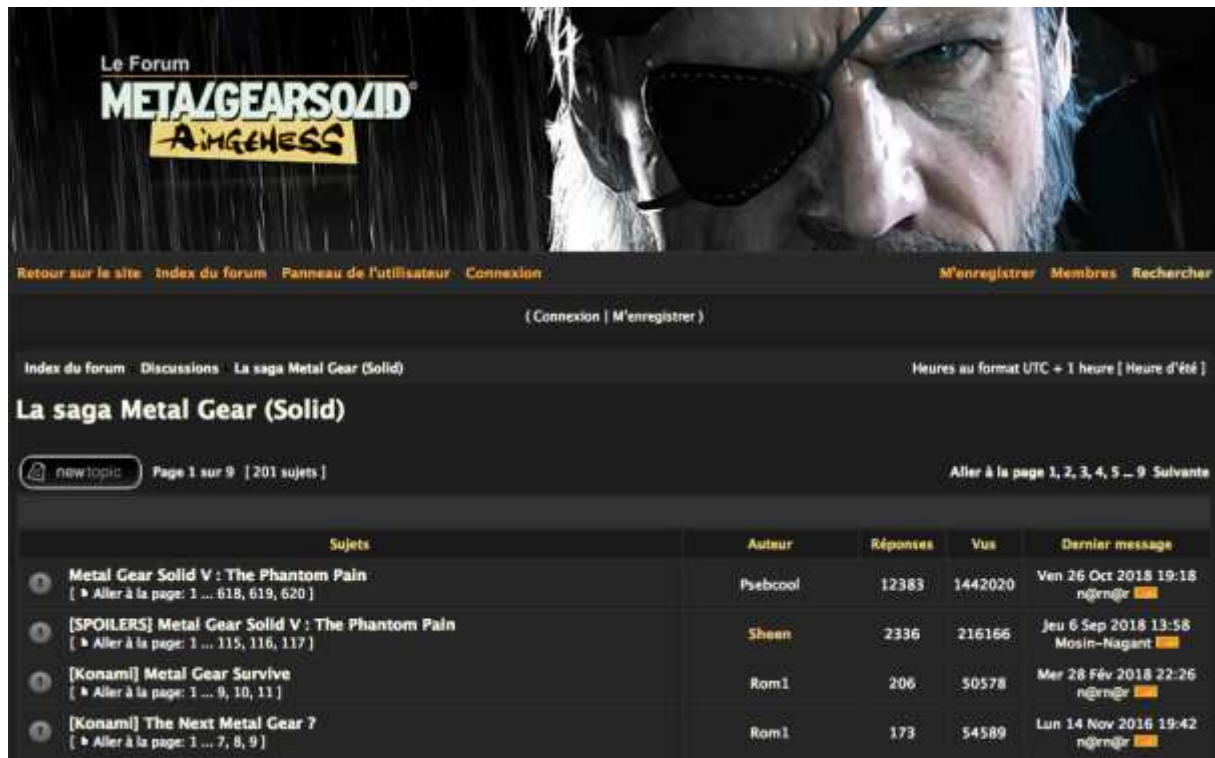 Le Forum
METALGEARSOLID
AiMGEHESS
Retour sur le site Index du forum Panneau de l'utilisateur Connexion M'enregistrer Membres Rechercher
( Connexion | M'enregistrer )
Index du forum Discussions La saga Metal Gear (Solid) Heures au format UTC + 1 heure [ Heure d'été ]
La saga Metal Gear (Solid)
newtopic Page 1 sur 9 [ 201 sujets ] Aller à la page 1, 2, 3, 4, 5 ... 9 Suivante
Sujets Auteur Réponses Vus Dernier message
Metal Gear Solid V : The Phantom Pain Psebcool 12383 1442020 Ven 26 Oct 2018 19:18
[ Aller à la page: 1 ... 618, 619, 620 ] n@rn@r
[SPOILERS] Metal Gear Solid V : The Phantom Pain Sheen 2336 216166 Jeu 6 Sep 2018 13:58
[ Aller à la page: 1 ... 115, 116, 117 ] Mosin-Nagant
[Konami] Metal Gear Survive Rom1 206 50578 Mer 28 Fév 2018 22:26
[ Aller à la page: 1 ... 9, 10, 11 ] n@rn@r
[Konami] The Next Metal Gear ? Rom1 173 54589 Lun 14 Nov 2016 19:42
[ Aller à la page: 1 ... 7, 8, 9 ] n@rn@r